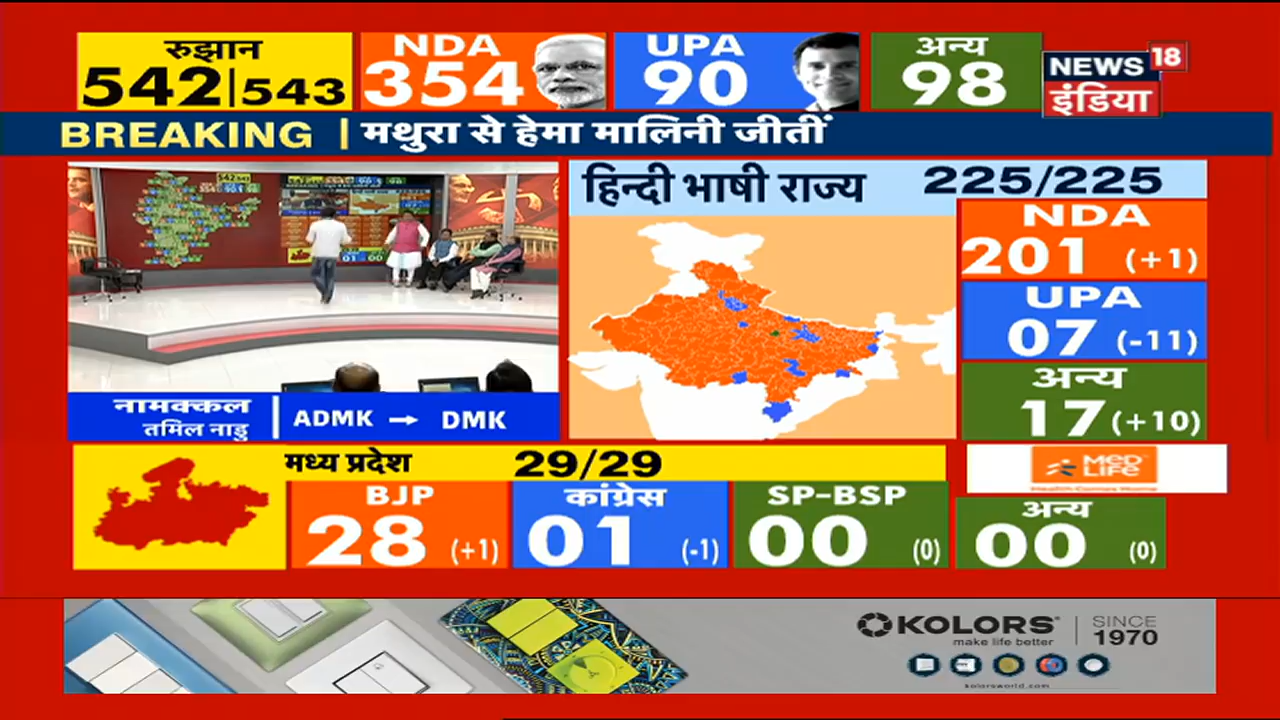 रुझान
542|543
NDA
354
UPA
90
अन्य
98
NEWS 18
इंडिया
BREAKING | मथुरा से हेमा मालिनी जीतीं
हिन्दी भाषी राज्य 225/225
NDA
201 (+1)
UPA
07 (-11)
अन्य
17 (+10)
नामक्कल
तमिल नाडु
ADMK → DMK
मध्य प्रदेश 29/29
BJP
28 (+1)
कांग्रेस
01 (-1)
SP-BSP
00 (0)
अन्य
00 (0)
MED
LIFE
KOLORS
make life better
SINCE
1970
kolorsworld.com